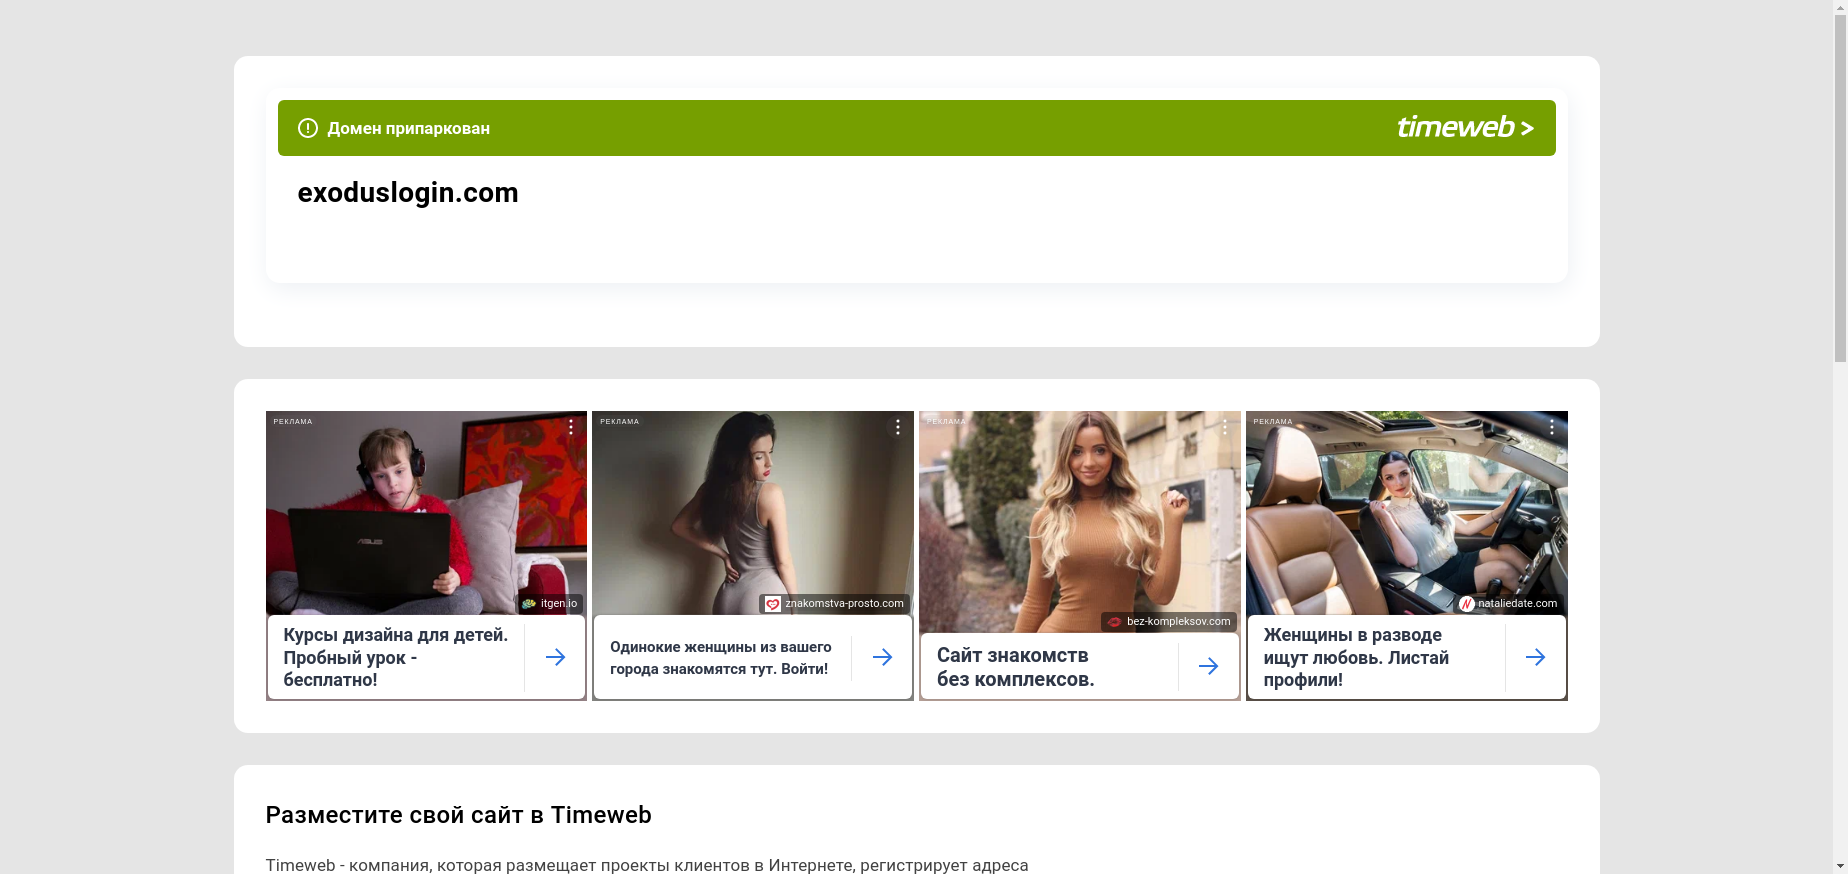 Домен припаркован
timeweb >
exoduslogin.com
РЕКЛАМА
ASUS
itgen.io
Курсы дизайна для детей.
Пробный урок -
бесплатно!
РЕКЛАМА
znakomstva-prosto.com
Одинокие женщины из вашего
города знакомятся тут. Войти!
РЕКЛАМА
bez-kompleksov.com
Сайт знакомств
без комплексов.
РЕКЛАМА
nataliedate.com
Женщины в разводе
ищут любовь. Листай
профили!
Разместите свой сайт в Timeweb
Timeweb - компания, которая размещает проекты клиентов в Интернете, регистрирует адреса